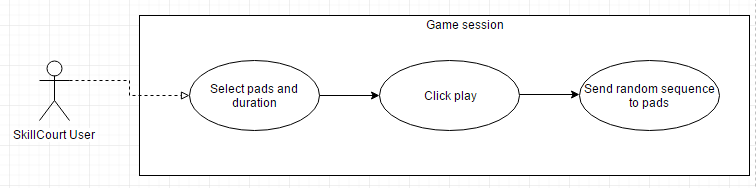 Game session
Select pads and
duration
Click play
Send random sequence
to pads
SkillCourt User